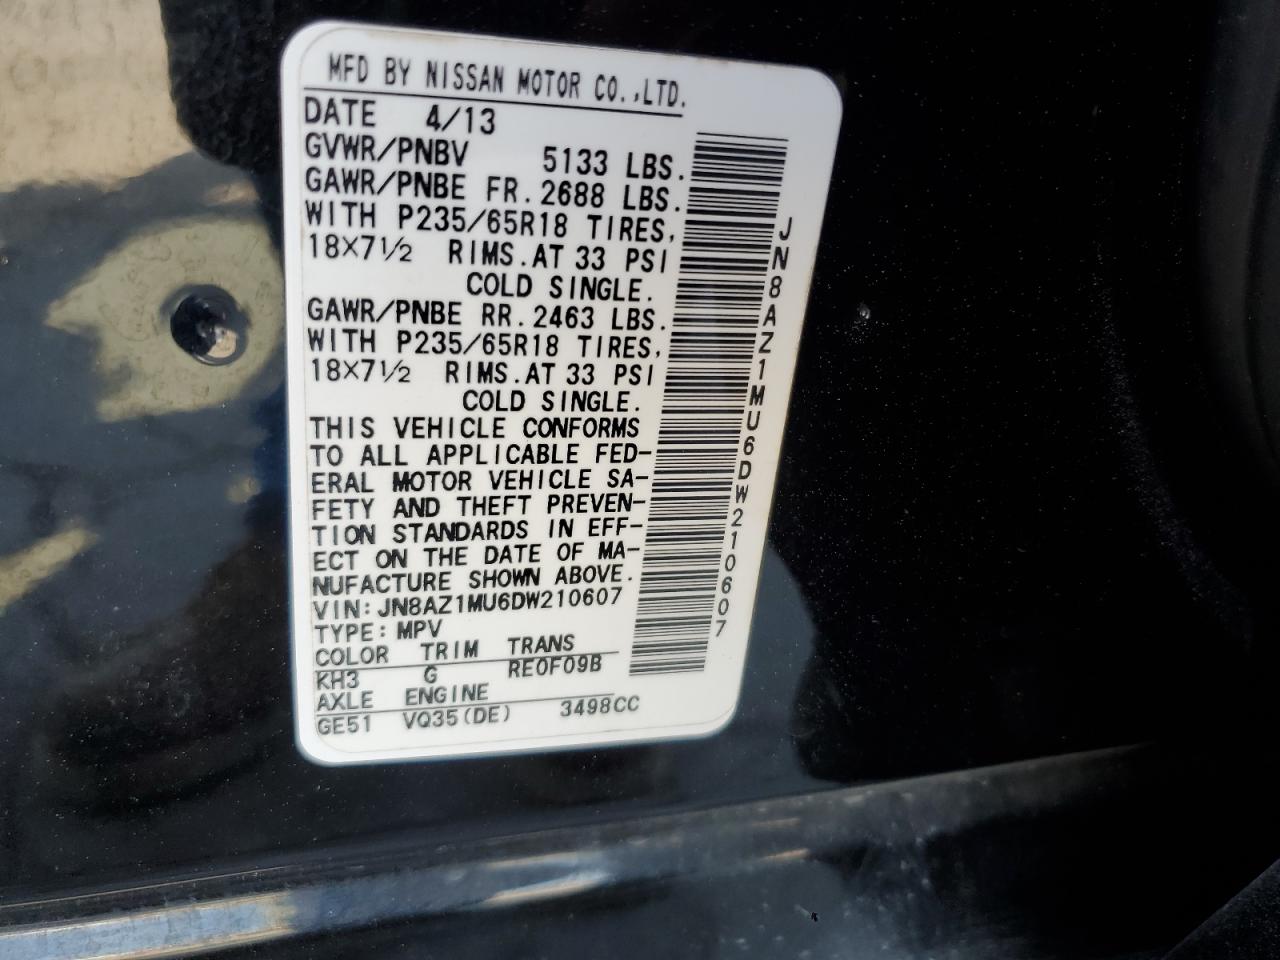 MFD BY NISSAN MOTOR CO.,LTD.
DATE 4/13
GVWR/PNBV 5133 LBS.
GAWR/PNBE FR. 2688 LBS.
WITH P235/65R18 TIRES,
18X7½ RIMS. AT 33 PSI
COLD SINGLE.
GAWR/PNBE RR. 2463 LBS.
WITH P235/65R18 TIRES,
18X7½ RIMS. AT 33 PSI
COLD SINGLE.
THIS VEHICLE CONFORMS
TO ALL APPLICABLE FED-
ERAL MOTOR VEHICLE SA-
FETY AND THEFT PREVEN-
TION STANDARDS IN EFF-
ECT ON THE DATE OF MA-
NUFACTURE SHOWN ABOVE.
VIN: JN8AZ1MU6DW210607
TYPE: MPV
COLOR TRIM TRANS
KH3 G RE0F09B
AXLE ENGINE
GE51 VQ35(DE) 3498CC
JN8AZ1MU6DW210607